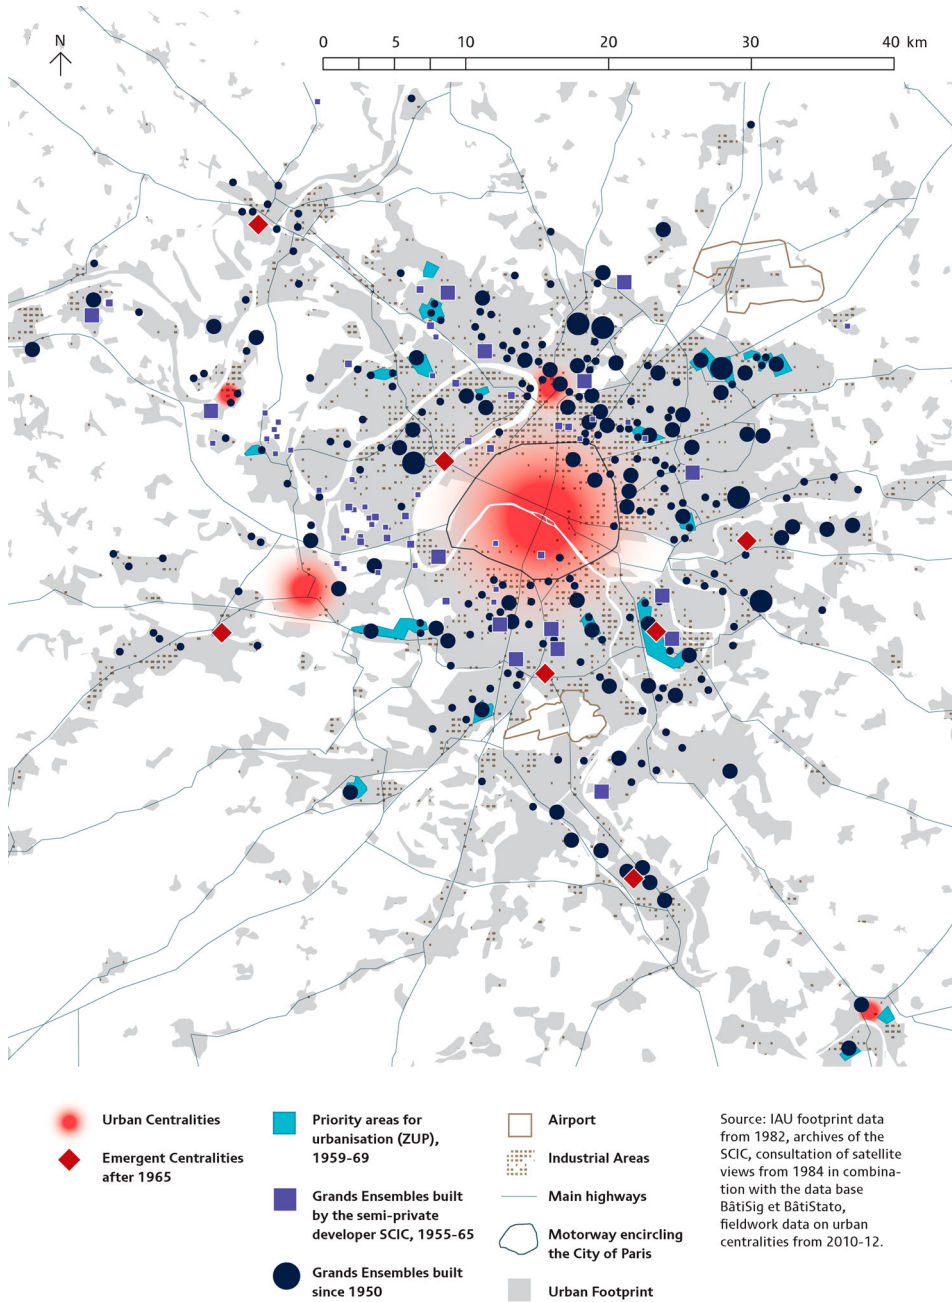 N
0 5 10 20 30 40 km
Urban Centralities
Emergent Centralities
after 1965
Priority areas for
urbanisation (ZUP),
1959-69
Grands Ensembles built
by the semi-private
developer SCIC, 1955-65
Grands Ensembles built
since 1950
Airport
Industrial Areas
Main highways
Motorway encircling
the City of Paris
Urban Footprint
Source: IAU footprint data
from 1982, archives of the
SCIC, consultation of satellite
views from 1984 in combina-
tion with the data base
BâtiSig et BâtiStato,
fieldwork data on urban
centralities from 2010-12.